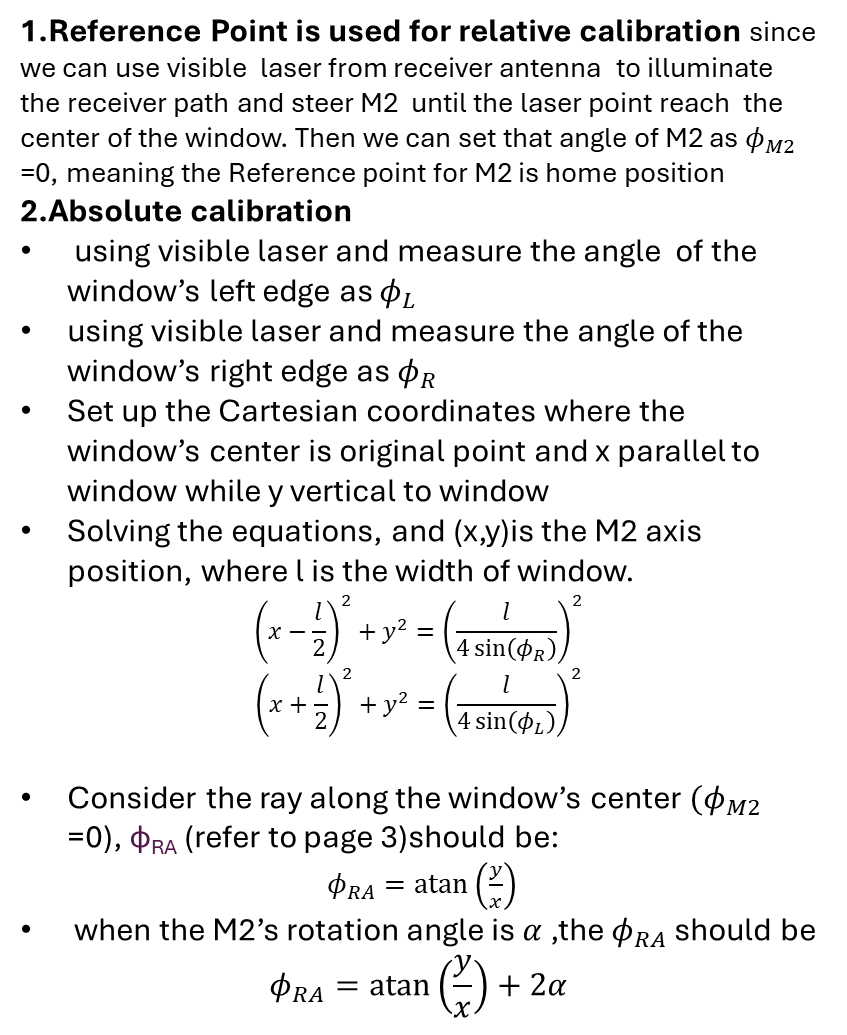 1.Reference Point is used for relative calibration since
we can use visible laser from receiver antenna to illuminate
the receiver path and steer M2 until the laser point reach the
center of the window. Then we can set that angle of M2 as ϕ_M2
=0, meaning the Reference point for M2 is home position
2.Absolute calibration
• using visible laser and measure the angle of the
window’s left edge as ϕ_L
• using visible laser and measure the angle of the
window’s right edge as ϕ_R
• Set up the Cartesian coordinates where the
window’s center is original point and x parallel to
window while y vertical to window
• Solving the equations, and (x,y)is the M2 axis
position, where l is the width of window.
(x − l/2)² + y² = (l/(4 sin(ϕ_R)))²
(x + l/2)² + y² = (l/(4 sin(ϕ_L)))²
• Consider the ray along the window’s center (ϕ_M2
=0), ϕ_RA (refer to page 3)should be:
ϕ_RA = atan (y/x)
• when the M2’s rotation angle is α ,the ϕ_RA should be
ϕ_RA = atan (y/x) + 2α